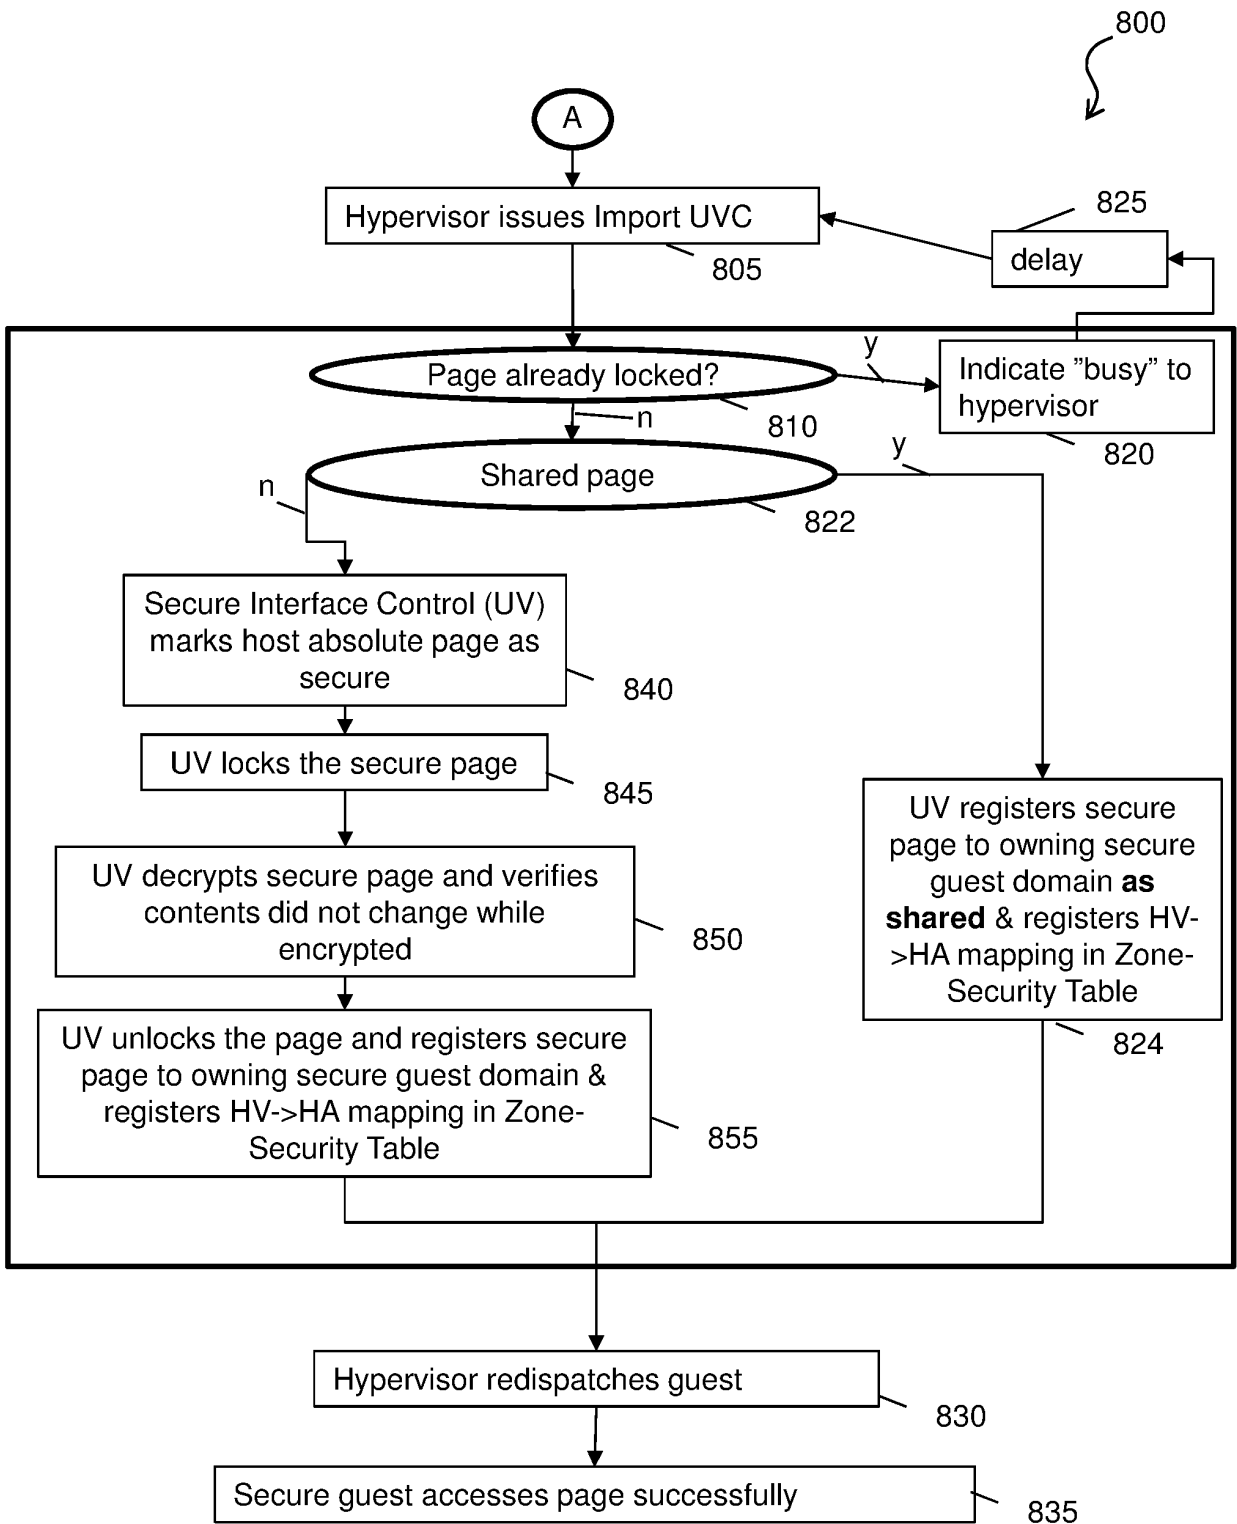 800
A
Hypervisor issues Import UVC
805
825
delay
Page already locked?
810
y
n
Indicate ”busy” to
hypervisor
820
Shared page
822
y
n
Secure Interface Control (UV)
marks host absolute page as
secure
840
UV locks the secure page
845
UV decrypts secure page and verifies
contents did not change while
encrypted
850
UV unlocks the page and registers secure
page to owning secure guest domain &
registers HV->HA mapping in Zone-
Security Table
855
UV registers secure
page to owning secure
guest domain as
shared & registers HV-
>HA mapping in Zone-
Security Table
824
Hypervisor redispatches guest
830
Secure guest accesses page successfully
835